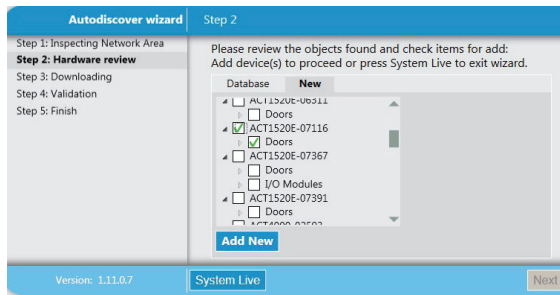 Autodiscover wizard
Step 2
Step 1: Inspecting Network Area
Step 2: Hardware review
Step 3: Downloading
Step 4: Validation
Step 5: Finish
Please review the objects found and check items for add:
Add device(s) to proceed or press System Live to exit wizard.
Database New
ACT1520E-06311
Doors
ACT1520E-07116
Doors
ACT1520E-07367
Doors
I/O Modules
ACT1520E-07391
Doors
Add New
Version: 1.11.0.7
System Live
Next